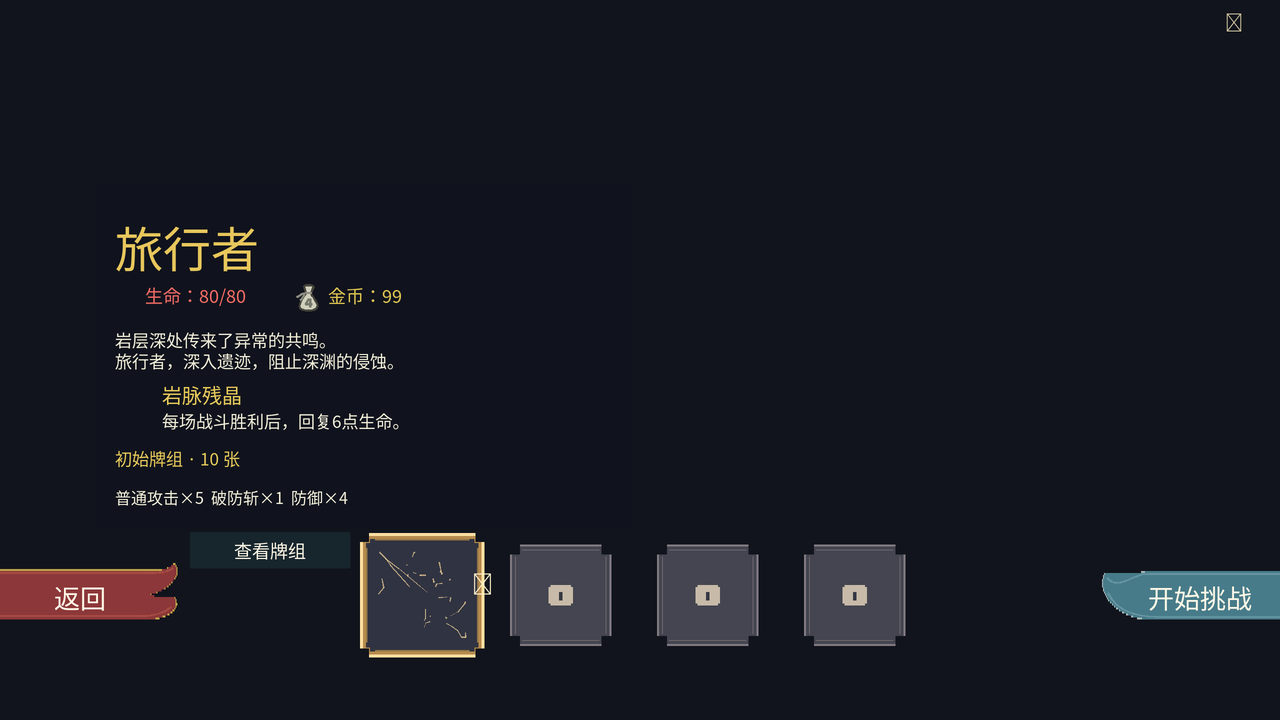 旅行者
生命：80/80 金币：99
岩层深处传来了异常的共鸣。
旅行者，深入遗迹，阻止深渊的侵蚀。
岩脉残晶
每场战斗胜利后，回复6点生命。
初始牌组 · 10 张
普通攻击×5 破防斩×1 防御×4
查看牌组
返回
开始挑战